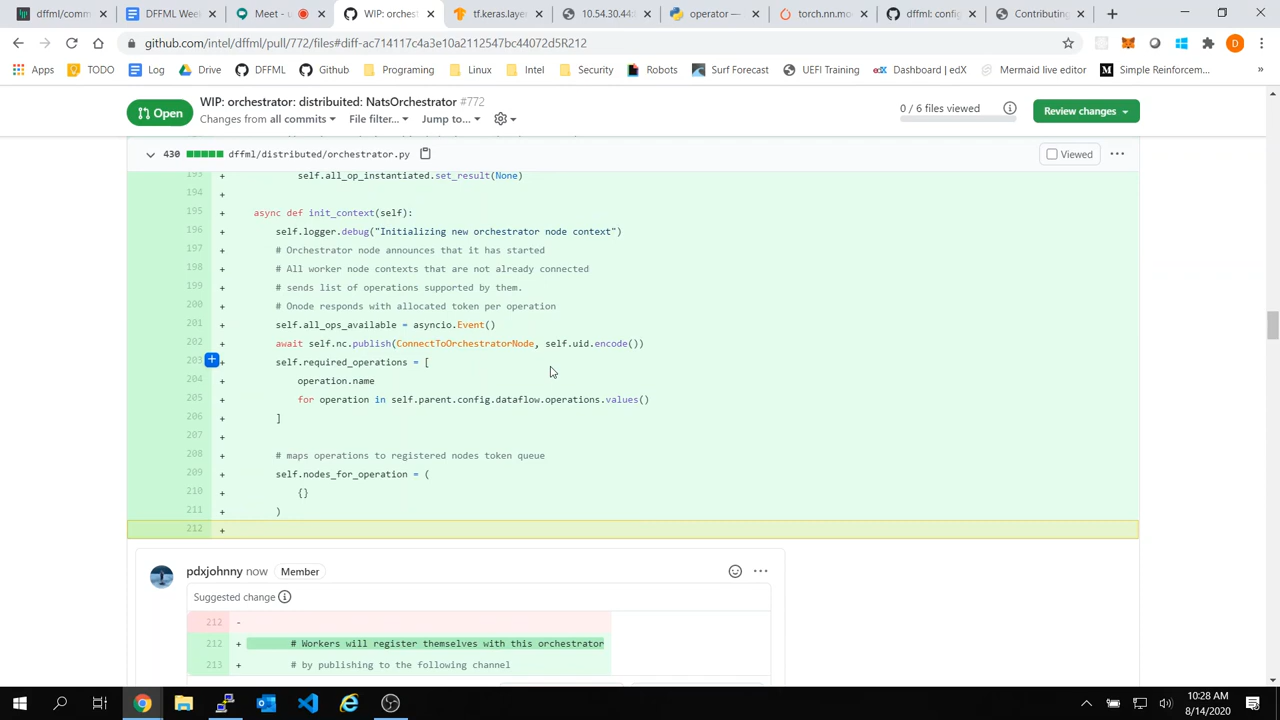 dffml/comm
DFFML Wee
Meet - u
WIP: orchest
tf.keras.layer
10.54.30.44:
operator —
torch.nn.mo
dffml: config
Contributing
github.com/intel/dffml/pull/772/files#diff-ac714117c4a3e10a2112547bc44072d5R212
D
Apps
TODO
Log
Drive
DFFML
Github
Programing
Linux
Intel
Security
Robots
Surf Forecast
UEFI Training
Dashboard | edX
Mermaid live editor
Simple Reinforcem...
»
Open
WIP: orchestrator: distribuited: NatsOrchestrator #772
Changes from all commits
File filter...
Jump to...
0 / 6 files viewed
Review changes
430 dffml/distributed/orchestrator.py
Viewed
193 + self.all_op_instantiated.set_result(None)
194 +
195 + async def init_context(self):
196 + self.logger.debug("Initializing new orchestrator node context")
197 + # Orchestrator node announces that it has started
198 + # All worker node contexts that are not already connected
199 + # sends list of operations supported by them.
200 + # Onode responds with allocated token per operation
201 + self.all_ops_available = asyncio.Event()
202 + await self.nc.publish(ConnectToOrchestratorNode, self.uid.encode())
203 + self.required_operations = [
204 + operation.name
205 + for operation in self.parent.config.dataflow.operations.values()
206 + ]
207 +
208 + # maps operations to registered nodes token queue
209 + self.nodes_for_operation = (
210 + {}
211 + )
212 +
pdxjohnny now Member
Suggested change
212 -
212 + # Workers will register themselves with this orchestrator
213 + # by publishing to the following channel
10:28 AM
8/14/2020